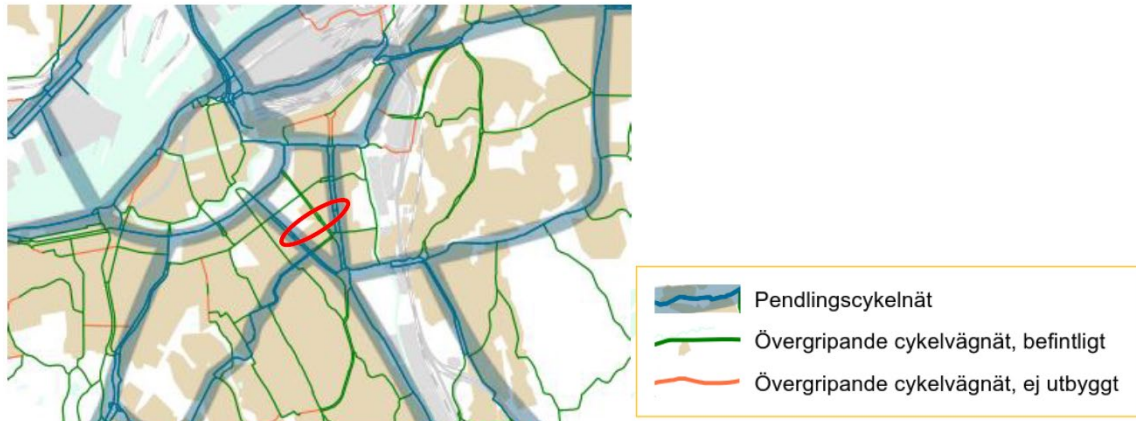 Pendlingscykelnät
Övergripande cykelvägnät, befintligt
Övergripande cykelvägnät, ej utbyggt